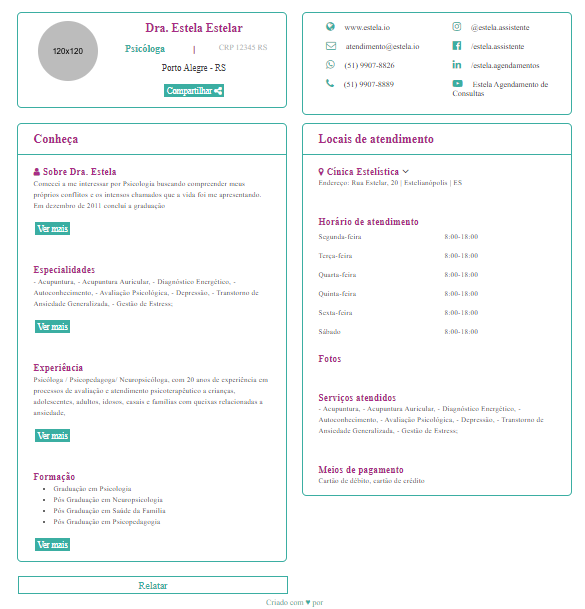 120x120
Dra. Estela Estelar
Psicóloga | CRP 12345 RS
Porto Alegre - RS
Compartilhar
www.estela.io
atendimento@estela.io
(51) 9907-8826
(51) 9907-8889
@estela.assistente
/estela.assistente
/estela.agendamentos
Estela Agendamento de
Consultas
Conheça
Sobre Dra. Estela
Comecei a me interessar por Psicologia buscando compreender meus
próprios conflitos e os intensos chamados que a vida foi me apresentando.
Em dezembro de 2011 concluí a graduação
Ver mais
Especialidades
- Acupuntura, - Acupuntura Auricular, - Diagnóstico Energético, -
Autoconhecimento, - Avaliação Psicológica, - Depressão, - Transtorno de
Ansiedade Generalizada, - Gestão de Estress;
Ver mais
Experiência
Psicóloga / Psicopedagoga/ Neuropsicóloga, com 20 anos de experiência em
processos de avaliação e atendimento psicoterapêutico a crianças,
adolescentes, adultos, idosos, casais e famílias com queixas relacionadas a
ansiedade,
Ver mais
Formação
• Graduação em Psicologia
• Pós Graduação em Neuropsicologia
• Pós Graduação em Saúde da Família
• Pós Graduação em Psicopedagogia
Ver mais
Locais de atendimento
Cínica Estelística
Endereço: Rua Estelar, 20 | Estelianópolis | ES
Horário de atendimento
Segunda-feira 8:00-18:00
Terça-feira 8:00-18:00
Quarta-feira 8:00-18:00
Quinta-feira 8:00-18:00
Sexta-feira 8:00-18:00
Sábado 8:00-18:00
Fotos
Serviços atendidos
- Acupuntura, - Acupuntura Auricular, - Diagnóstico Energético, -
Autoconhecimento, - Avaliação Psicológica, - Depressão, - Transtorno de
Ansiedade Generalizada, - Gestão de Estress;
Meios de pagamento
Cartão de débito, cartão de crédito
Relatar
Criado com ♥ por